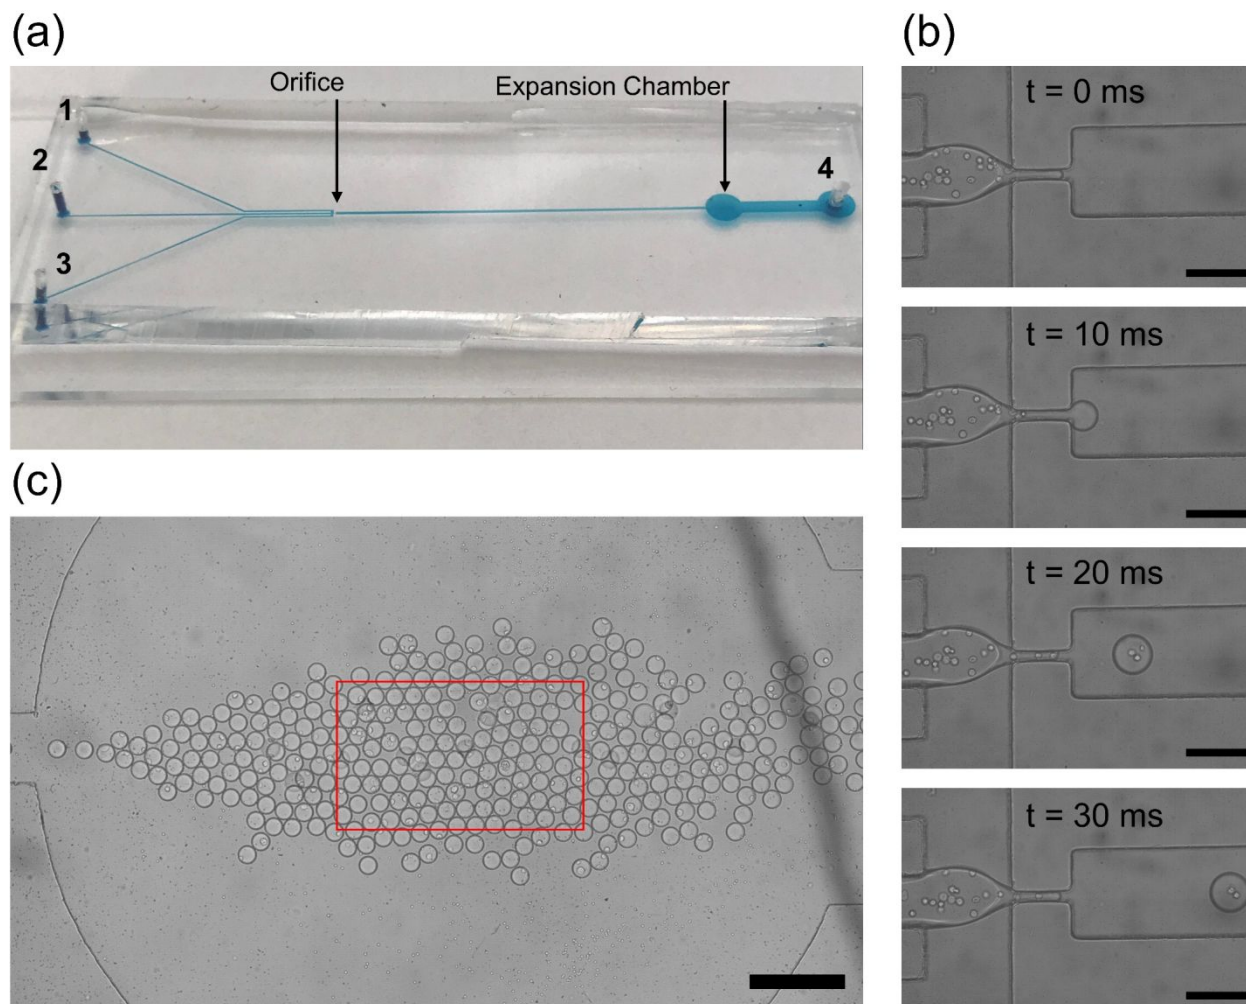 (a)
Orifice
Expansion Chamber
1
2
3
4
(b)
t = 0 ms
t = 10 ms
t = 20 ms
t = 30 ms
(c)